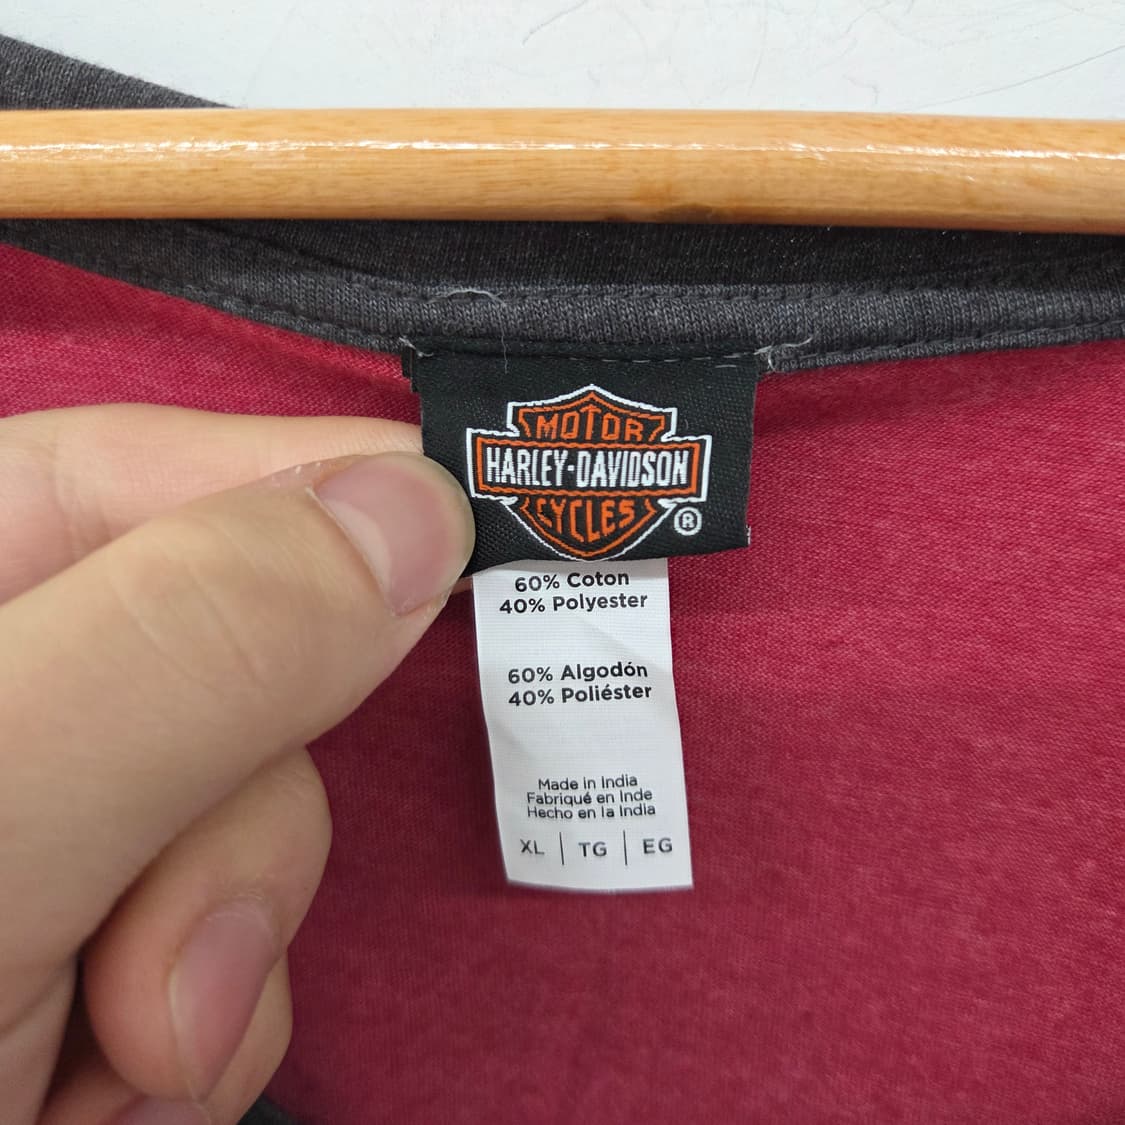 MOTOR
HARLEY-DAVIDSON
CYCLES ®
60% Coton
40% Polyester
60% Algodón
40% Poliéster
Made in India
Fabriqué en Inde
Hecho en la India
XL | TG | EG